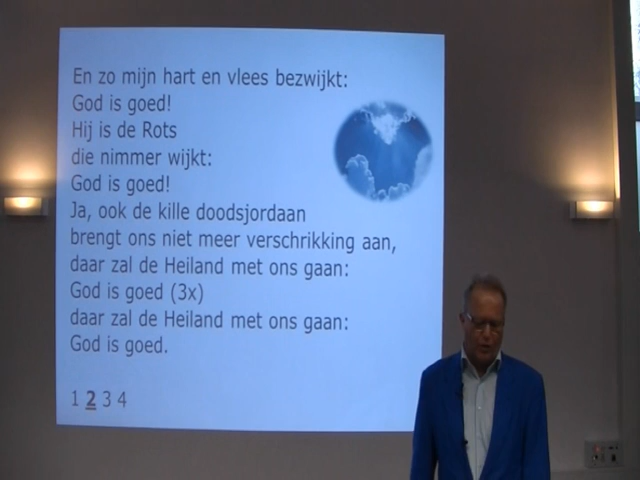 En zo mijn hart en vlees bezwijkt:
God is goed!
Hij is de Rots
die nimmer wijkt:
God is goed!
Ja, ook de kille doodsjordaan
brengt ons niet meer verschrikking aan,
daar zal de Heiland met ons gaan:
God is goed (3x)
daar zal de Heiland met ons gaan:
God is goed.
1 2 3 4